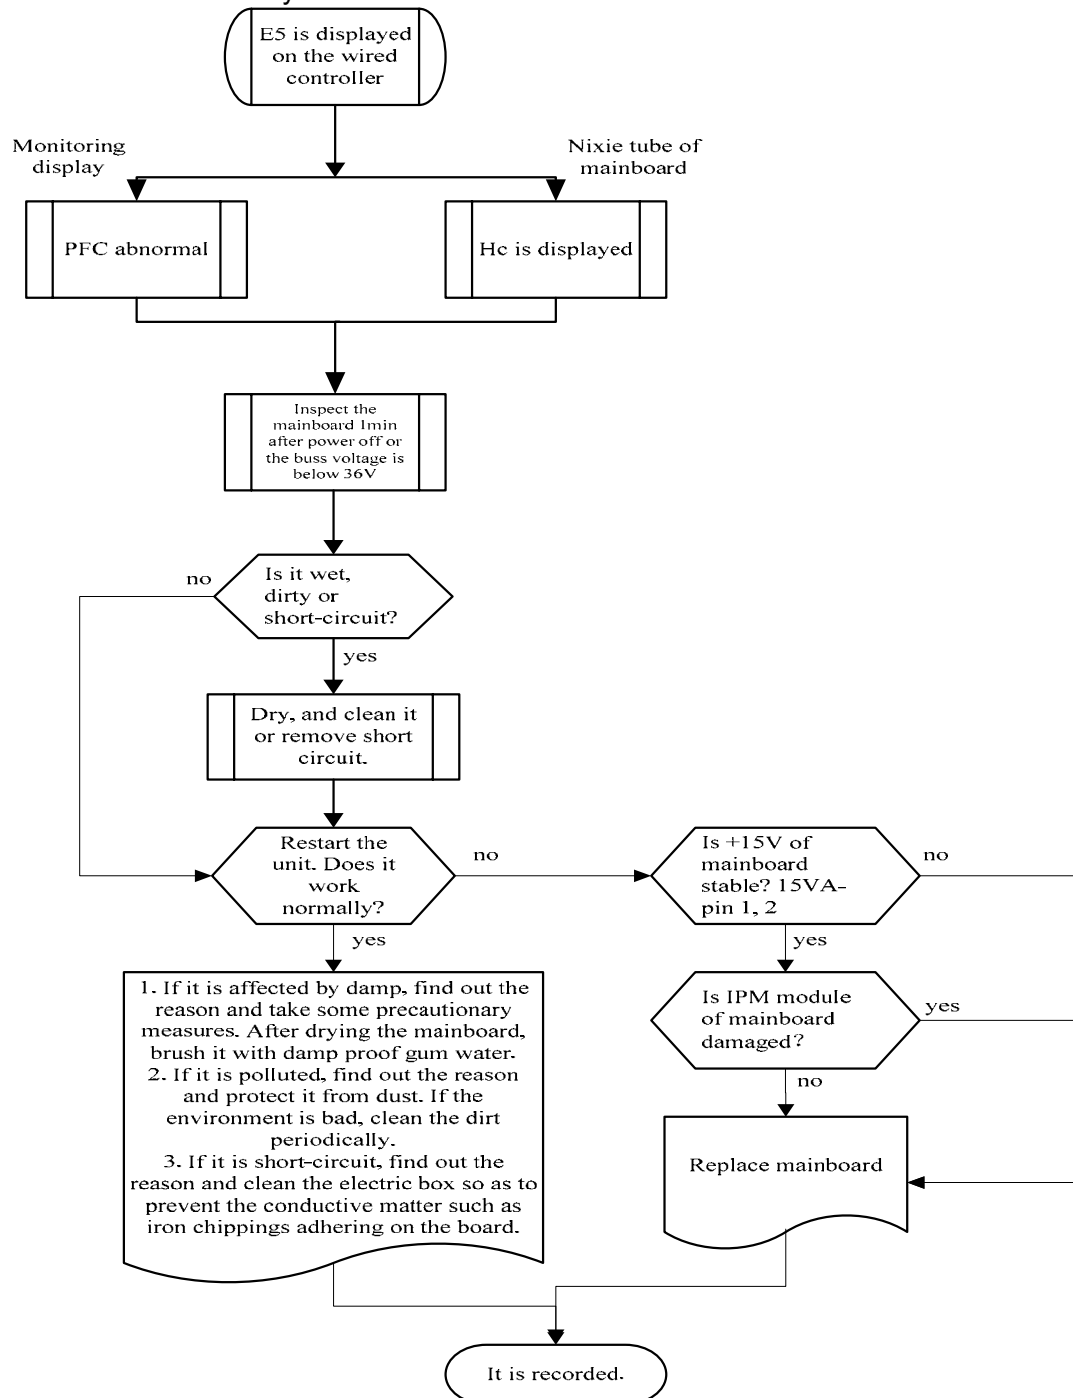 E5 is displayed
on the wired
controller
Monitoring
display
Nixie tube of
mainboard
PFC abnormal
Hc is displayed
Inspect the
mainboard 1min
after power off or
the buss voltage is
below 36V
no
Is it wet,
dirty or
short-circuit?
yes
Dry, and clean it
or remove short
circuit.
Restart the
unit. Does it
work
normally?
no
Is +15V of
mainboard
stable? 15VA-
pin 1, 2
no
yes
yes
1. If it is affected by damp, find out the
reason and take some precautionary
measures. After drying the mainboard,
brush it with damp proof gum water.
2. If it is polluted, find out the reason
and protect it from dust. If the
environment is bad, clean the dirt
periodically.
3. If it is short-circuit, find out the
reason and clean the electric box so as to
prevent the conductive matter such as
iron chippings adhering on the board.
Is IPM module
of mainboard
damaged?
yes
no
Replace mainboard
It is recorded.